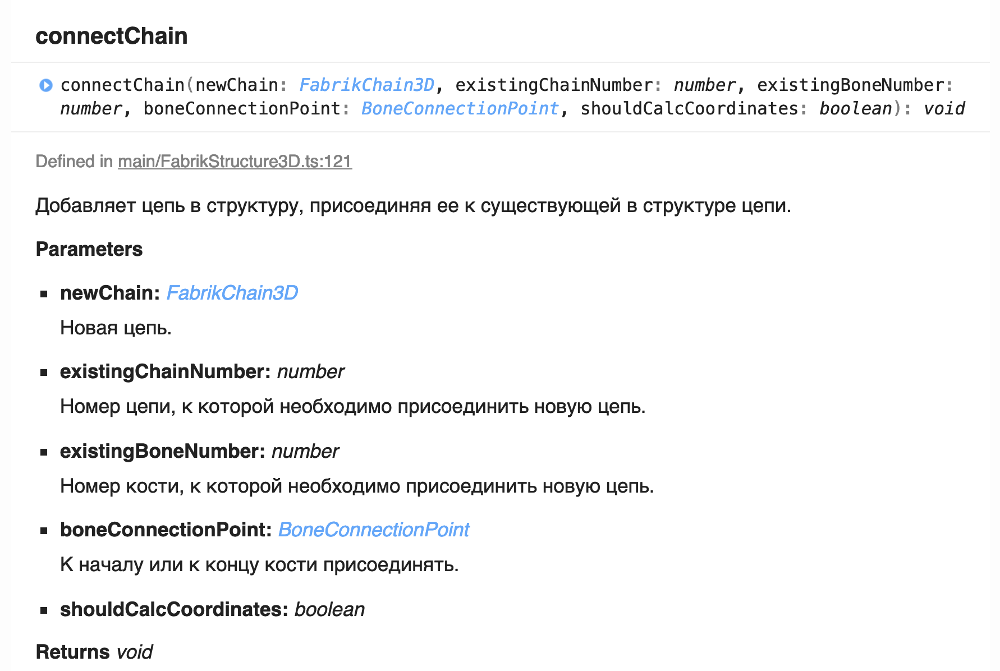 connectChain
connectChain(newChain: FabrikChain3D, existingChainNumber: number, existingBoneNumber:
number, boneConnectionPoint: BoneConnectionPoint, shouldCalcCoordinates: boolean): void
Defined in main/FabrikStructure3D.ts:121
Добавляет цепь в структуру, присоединяя ее к существующей в структуре цепи.
Parameters
newChain: FabrikChain3D
Новая цепь.
existingChainNumber: number
Номер цепи, к которой необходимо присоединить новую цепь.
existingBoneNumber: number
Номер кости, к которой необходимо присоединить новую цепь.
boneConnectionPoint: BoneConnectionPoint
К началу или к концу кости присоединять.
shouldCalcCoordinates: boolean
Returns void